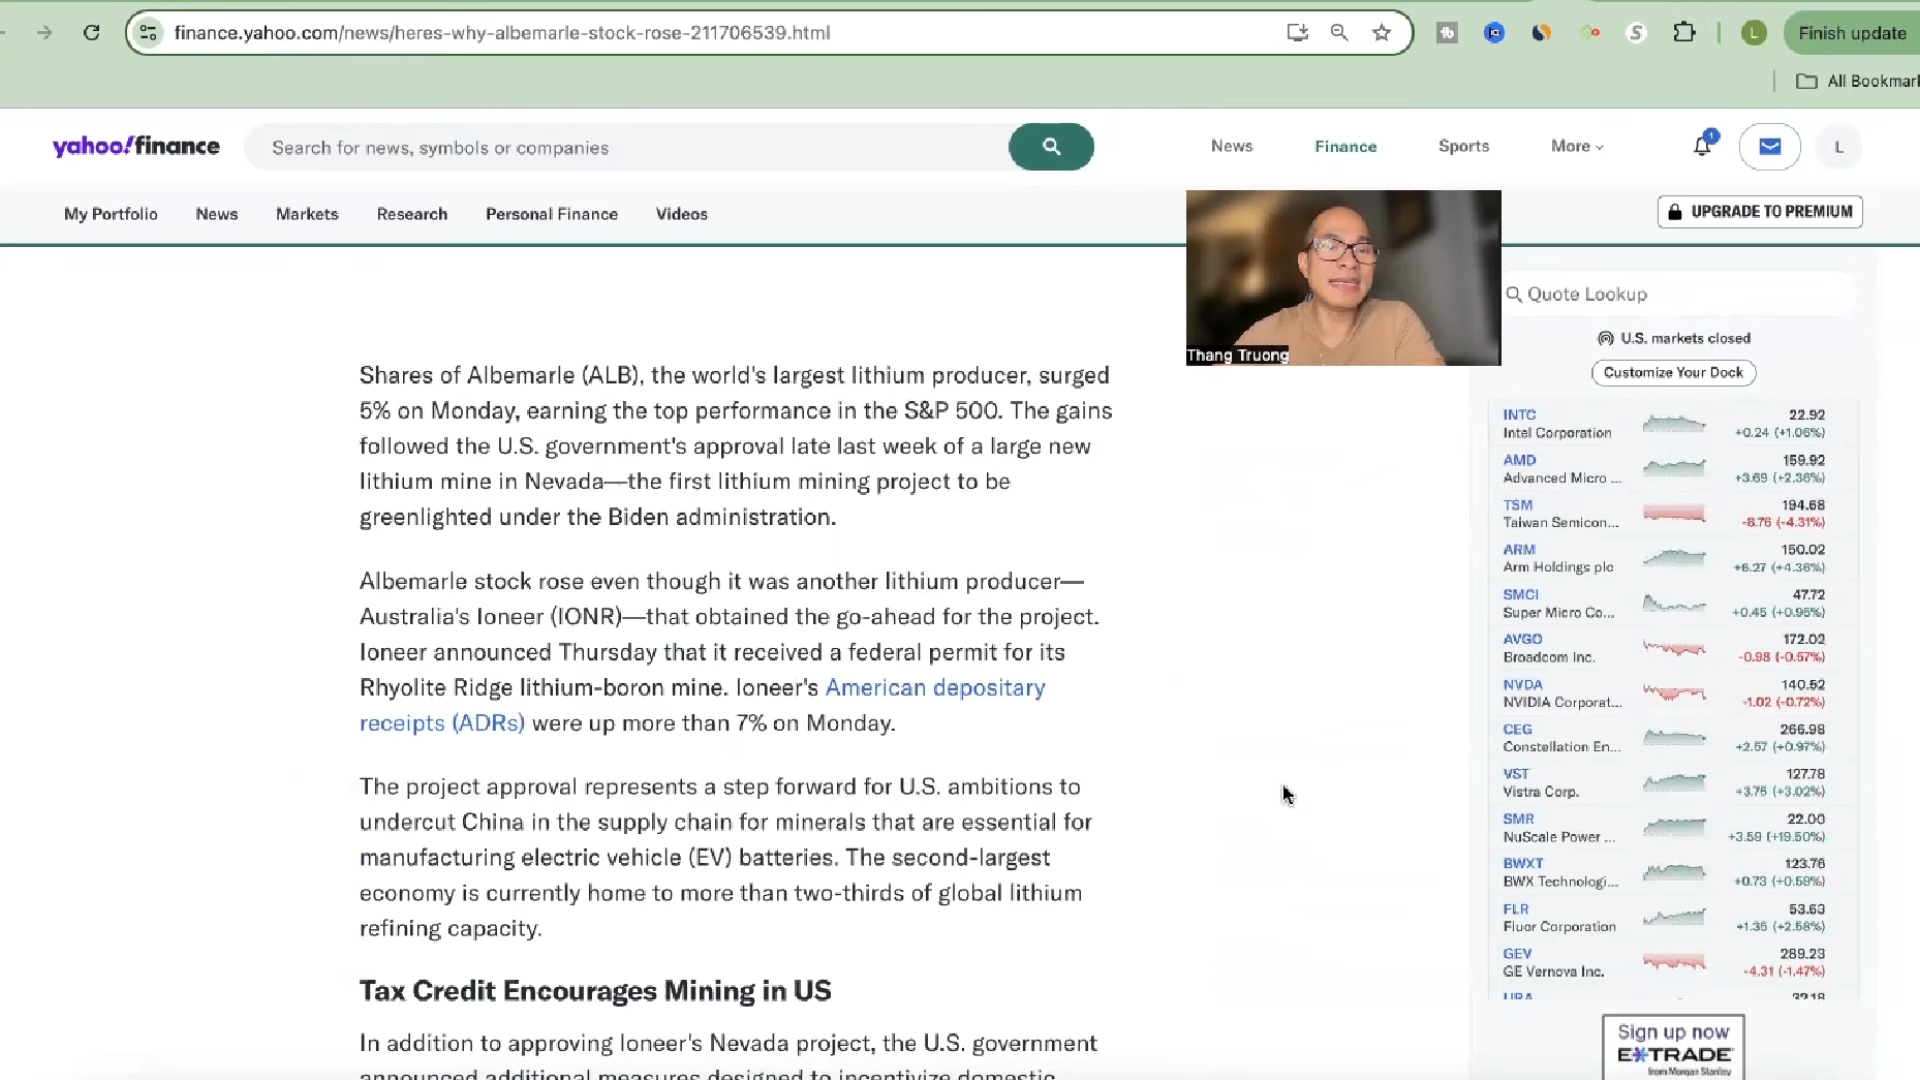 finance.yahoo.com/news/heres-why-albemarle-stock-rose-211706539.html
L
Finish update
All Bookmar
yahoo!finance
Search for news, symbols or companies
News
Finance
Sports
More
1
L
My Portfolio
News
Markets
Research
Personal Finance
Videos
UPGRADE TO PREMIUM
Thang Truong
Shares of Albemarle (ALB), the world's largest lithium producer, surged
5% on Monday, earning the top performance in the S&P 500. The gains
followed the U.S. government's approval late last week of a large new
lithium mine in Nevada—the first lithium mining project to be
greenlighted under the Biden administration.
Albemarle stock rose even though it was another lithium producer—
Australia's Ioneer (IONR)—that obtained the go-ahead for the project.
Ioneer announced Thursday that it received a federal permit for its
Rhyolite Ridge lithium-boron mine. Ioneer's American depositary
receipts (ADRs) were up more than 7% on Monday.
The project approval represents a step forward for U.S. ambitions to
undercut China in the supply chain for minerals that are essential for
manufacturing electric vehicle (EV) batteries. The second-largest
economy is currently home to more than two-thirds of global lithium
refining capacity.
Tax Credit Encourages Mining in US
In addition to approving Ioneer's Nevada project, the U.S. government
announced additional measures designed to incentivize domestic
Quote Lookup
U.S. markets closed
Customize Your Dock
INTC 22.92
Intel Corporation +0.24 (+1.06%)
AMD 159.92
Advanced Micro ... +3.69 (+2.36%)
TSM 194.68
Taiwan Semicon... -8.76 (-4.31%)
ARM 150.02
Arm Holdings plc +6.27 (+4.36%)
SMCI 47.72
Super Micro Co... +0.45 (+0.95%)
AVGO 172.02
Broadcom Inc. -0.98 (-0.57%)
NVDA 140.52
NVIDIA Corporat... -1.02 (-0.72%)
CEG 266.98
Constellation En... +2.57 (+0.97%)
VST 127.78
Vistra Corp. +3.75 (+3.02%)
SMR 22.00
NuScale Power ... +3.59 (+19.50%)
BWXT 123.76
BWX Technologi... +0.73 (+0.59%)
FLR 53.63
Fluor Corporation +1.35 (+2.58%)
GEV 289.23
GE Vernova Inc. -4.31 (-1.47%)
URA 32.18
Sign up now
E*TRADE
from Morgan Stanley